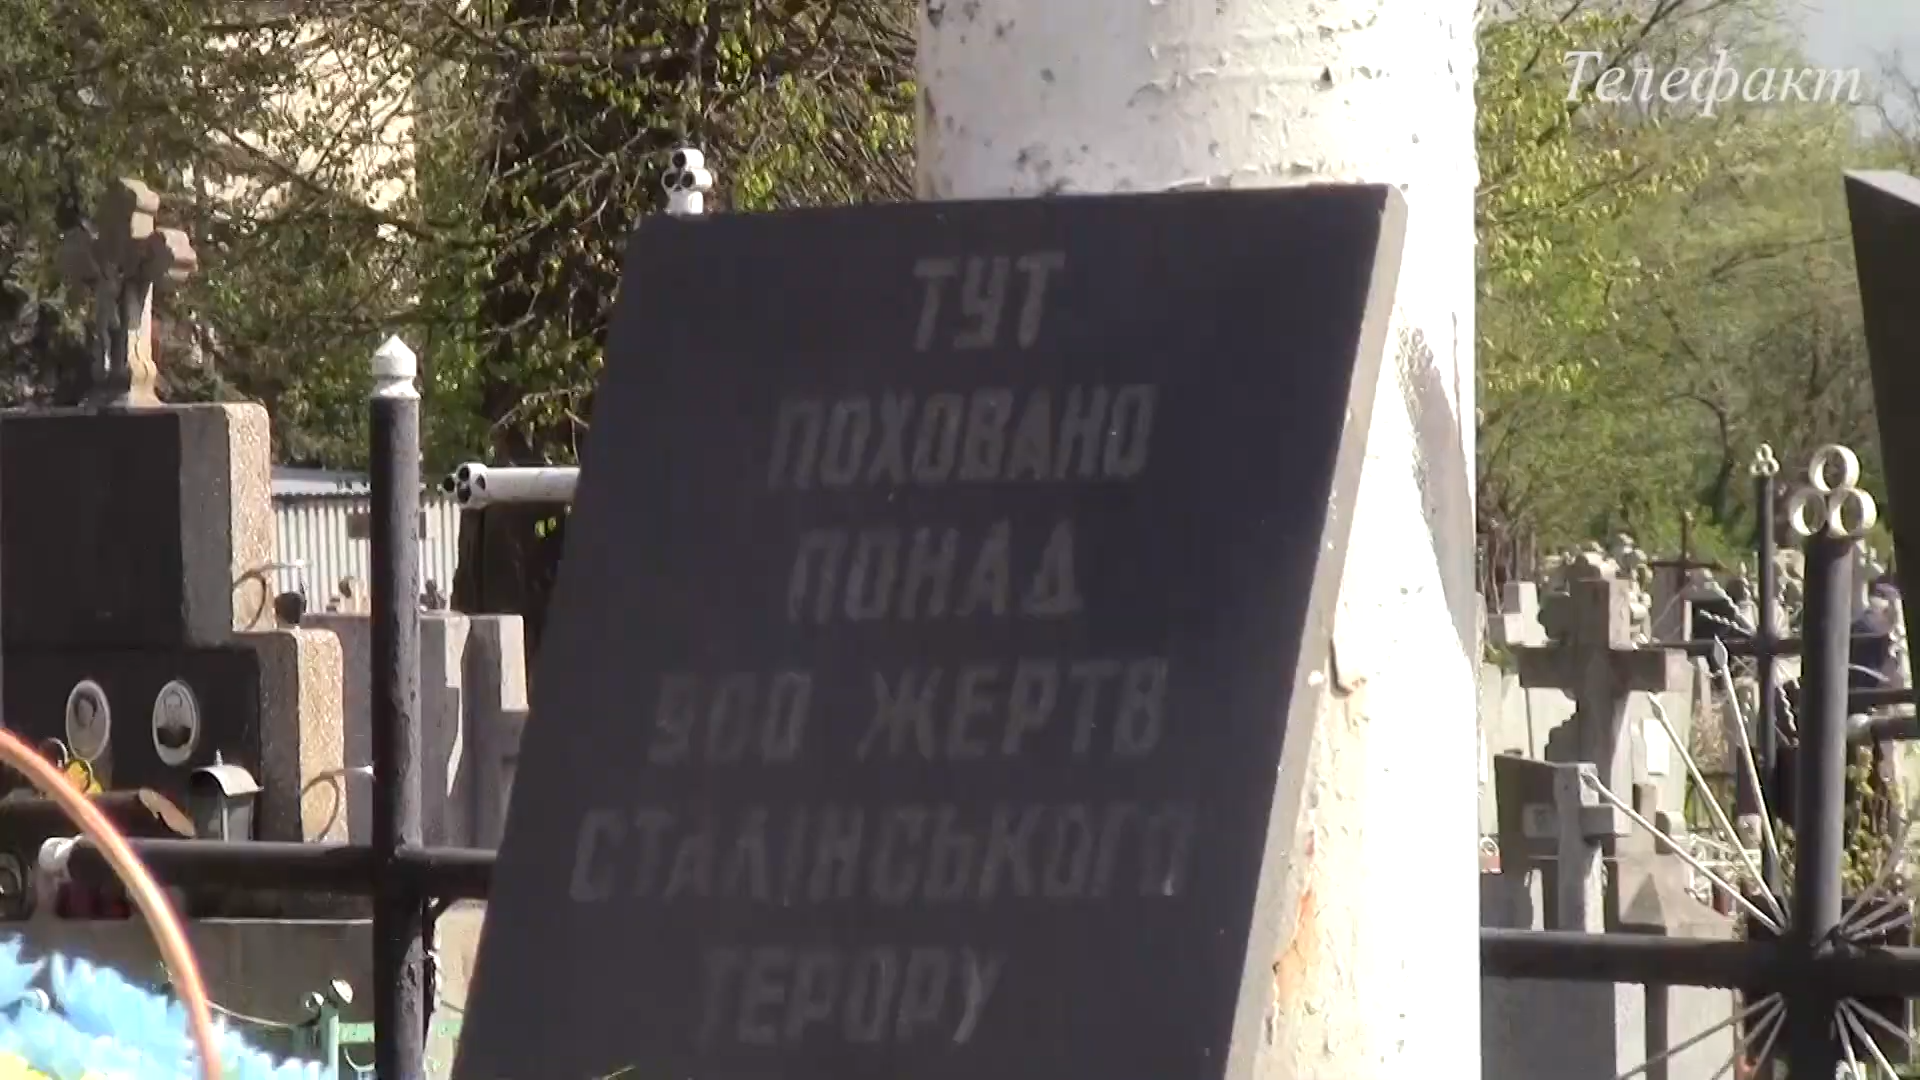 Телефакт
ТУТ
ПОХОВАНО
ПОНАД
900 ЖЕРТВ
СТАЛІНСЬКОГО
ТЕРОРУ